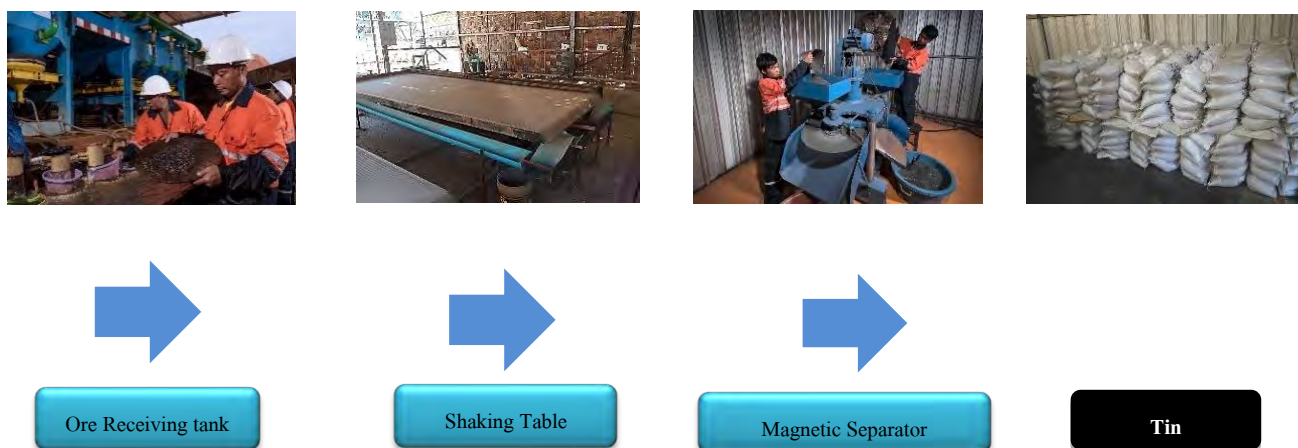 Ore Receiving tank
Shaking Table
Magnetic Separator
Tin